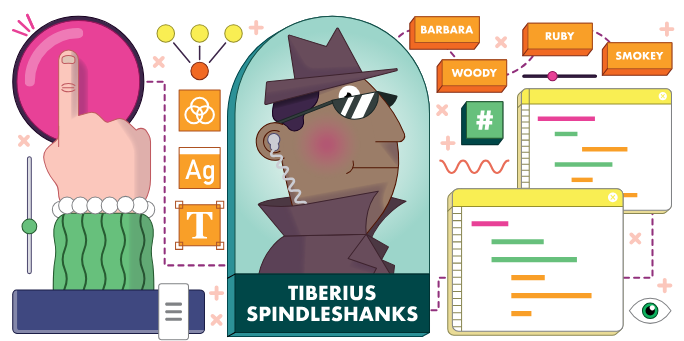 BARBARA
RUBY
SMOKEY
WOODY
#
Ag
T
TIBERIUS
SPINDLESHANKS